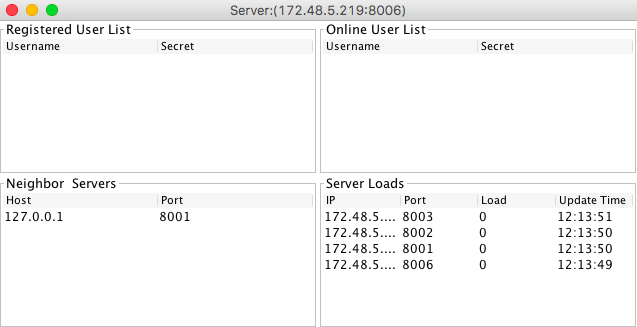 Server:(172.48.5.219:8006)
Registered User List
Username Secret
Online User List
Username Secret
Neighbor Servers
Host Port
127.0.0.1 8001
Server Loads
IP Port Load Update Time
172.48.5.... 8003 0 12:13:51
172.48.5.... 8002 0 12:13:50
172.48.5.... 8001 0 12:13:50
172.48.5.... 8006 0 12:13:49